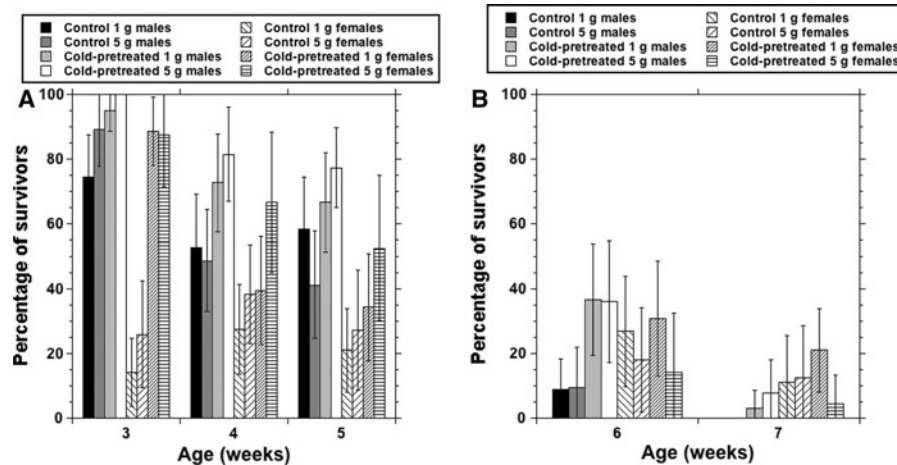 Control 1 g males Control 1 g females
Control 5 g males Control 5 g females
Cold-pretreated 1 g males Cold-pretreated 1 g females
Cold-pretreated 5 g males Cold-pretreated 5 g females
A
100
80
60
40
20
0
Percentage of survivors
3 4 5
Age (weeks)
Control 1 g males Control 1 g females
Control 5 g males Control 5 g females
Cold-pretreated 1 g males Cold-pretreated 1 g females
Cold-pretreated 5 g males Cold-pretreated 5 g females
B
100
80
60
40
20
0
Percentage of survivors
6 7
Age (weeks)